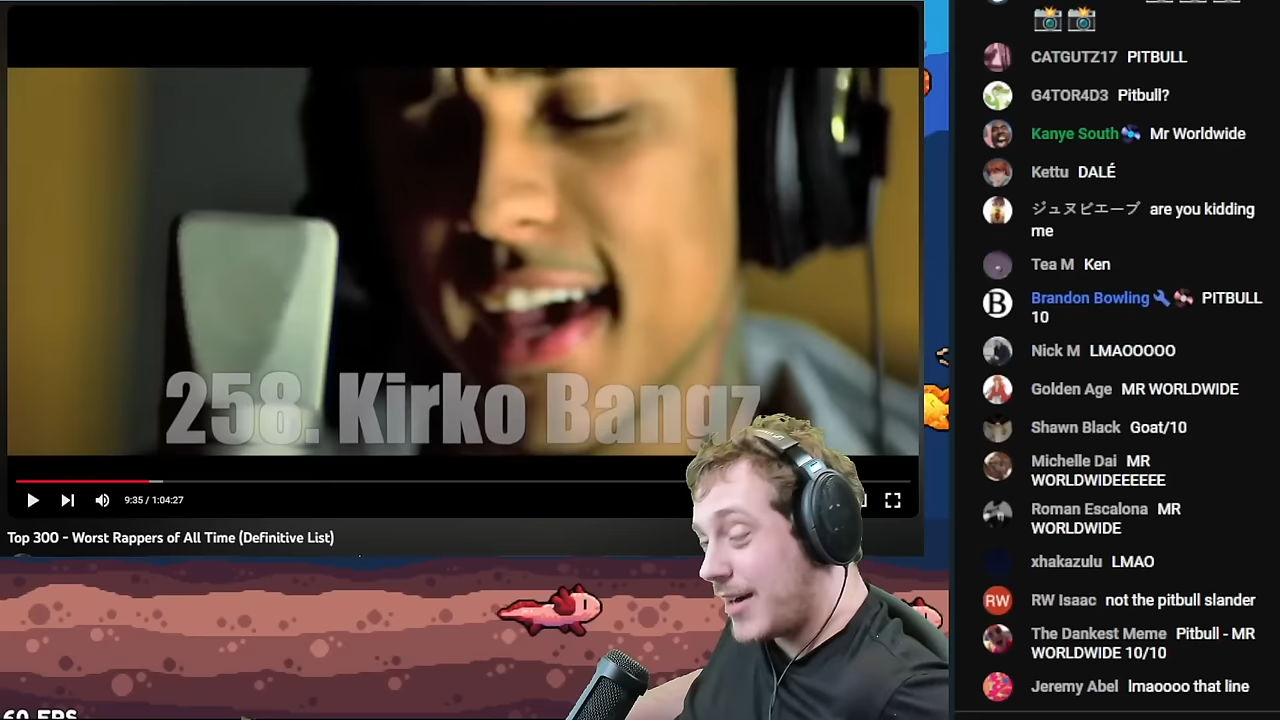 258. Kirko Bangz
9:35 / 1:04:27
Top 300 - Worst Rappers of All Time (Definitive List)
60 FPS
CATGUTZ17 PITBULL
G4TOR4D3 Pitbull?
Kanye South Mr Worldwide
Kettu DALÉ
ジュヌビエーブ are you kidding
me
Tea M Ken
B
Brandon Bowling PITBULL
10
Nick M LMAOOOOO
Golden Age MR WORLDWIDE
Shawn Black Goat/10
Michelle Dai MR
WORLDWIDEEEEEE
Roman Escalona MR
WORLDWIDE
xhakazulu LMAO
RW
RW Isaac not the pitbull slander
The Dankest Meme Pitbull - MR
WORLDWIDE 10/10
Jeremy Abel lmaoooo that line